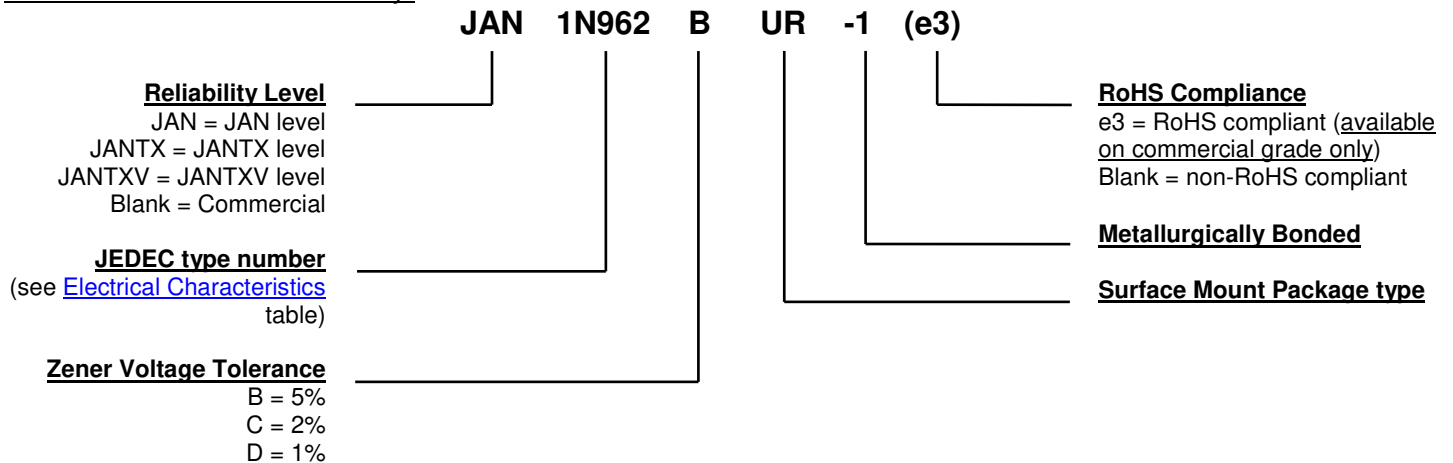 JAN 1N962 B UR -1 (e3)
Reliability Level
JAN = JAN level
JANTX = JANTX level
JANTXV = JANTXV level
Blank = Commercial
JEDEC type number
(see Electrical Characteristics
table)
Zener Voltage Tolerance
B = 5%
C = 2%
D = 1%
RoHS Compliance
e3 = RoHS compliant (available
on commercial grade only)
Blank = non-RoHS compliant
Metallurgically Bonded
Surface Mount Package type